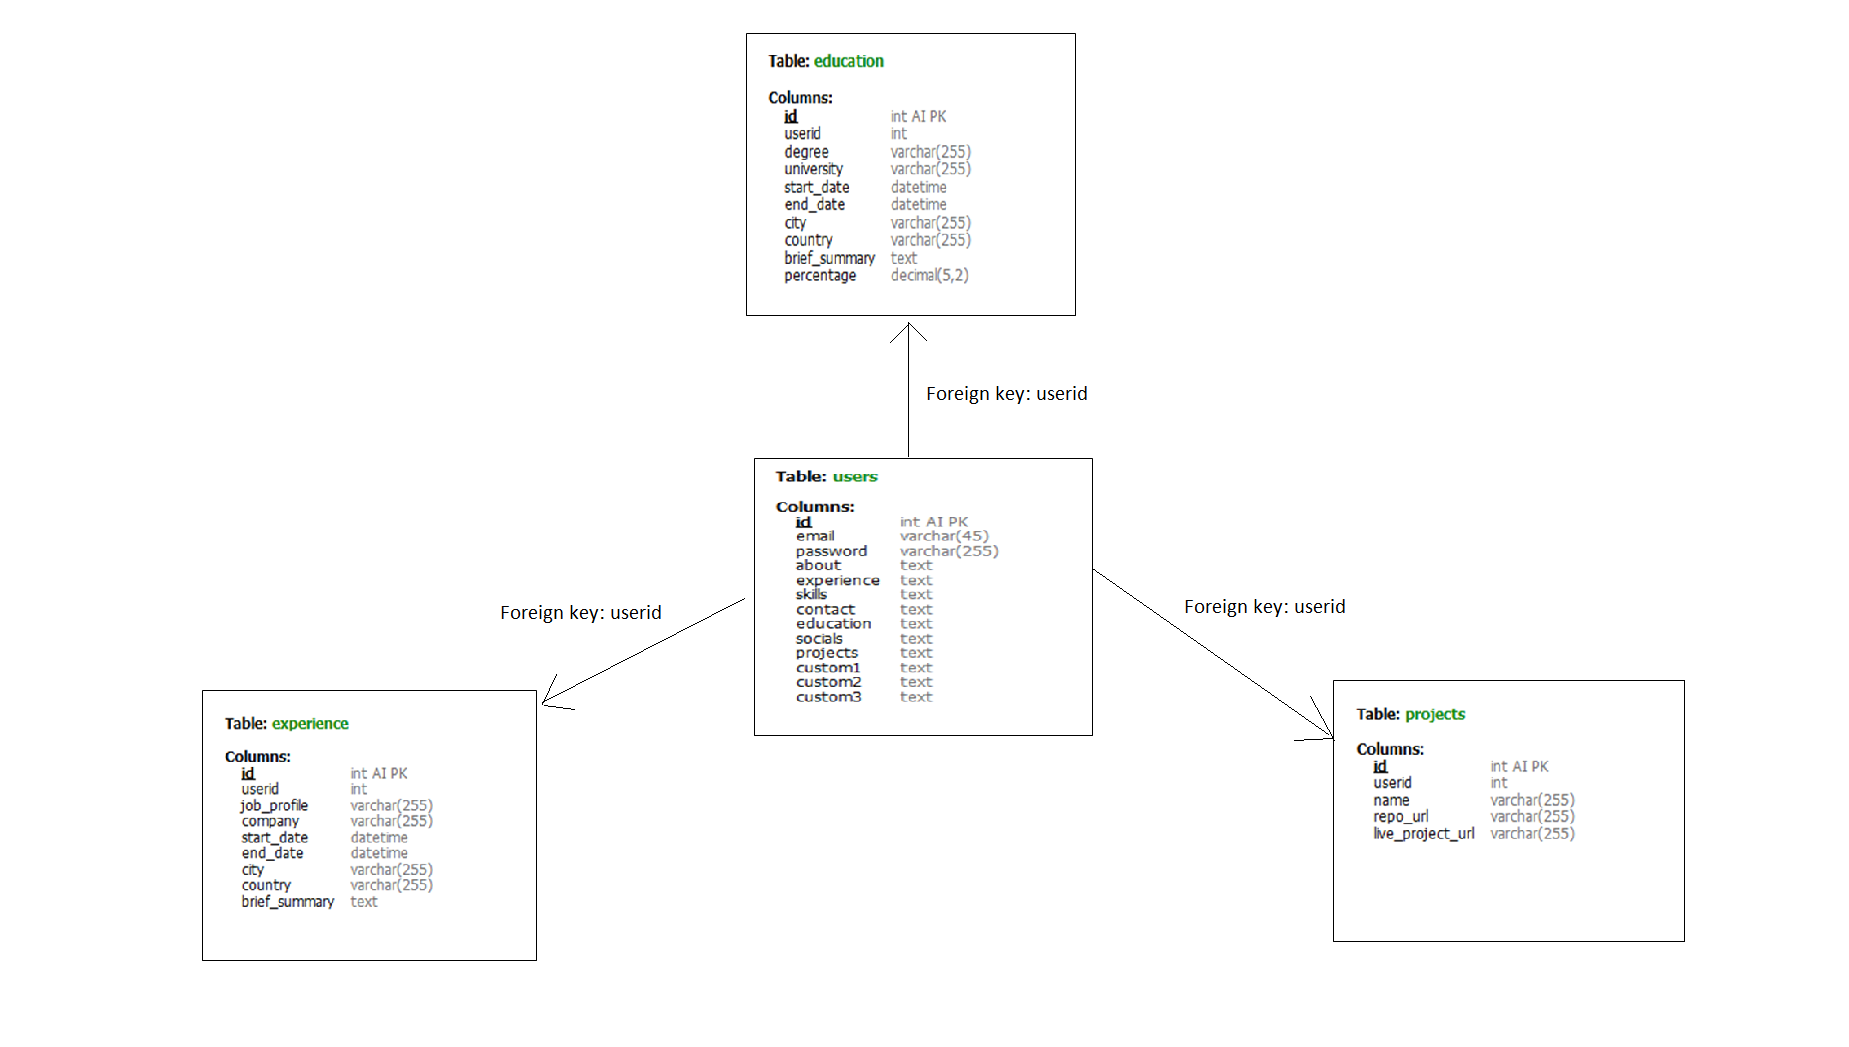 Table: education
Columns:
id int AI PK
userid int
degree varchar(255)
university varchar(255)
start_date datetime
end_date datetime
city varchar(255)
country varchar(255)
brief_summary text
percentage decimal(5,2)
Foreign key: userid
Table: users
Columns:
id int AI PK
email varchar(45)
password varchar(255)
about text
experience text
skills text
contact text
education text
socials text
projects text
custom1 text
custom2 text
custom3 text
Foreign key: userid
Foreign key: userid
Table: experience
Columns:
id int AI PK
userid int
job_profile varchar(255)
company varchar(255)
start_date datetime
end_date datetime
city varchar(255)
country varchar(255)
brief_summary text
Table: projects
Columns:
id int AI PK
userid int
name varchar(255)
repo_url varchar(255)
live_project_url varchar(255)